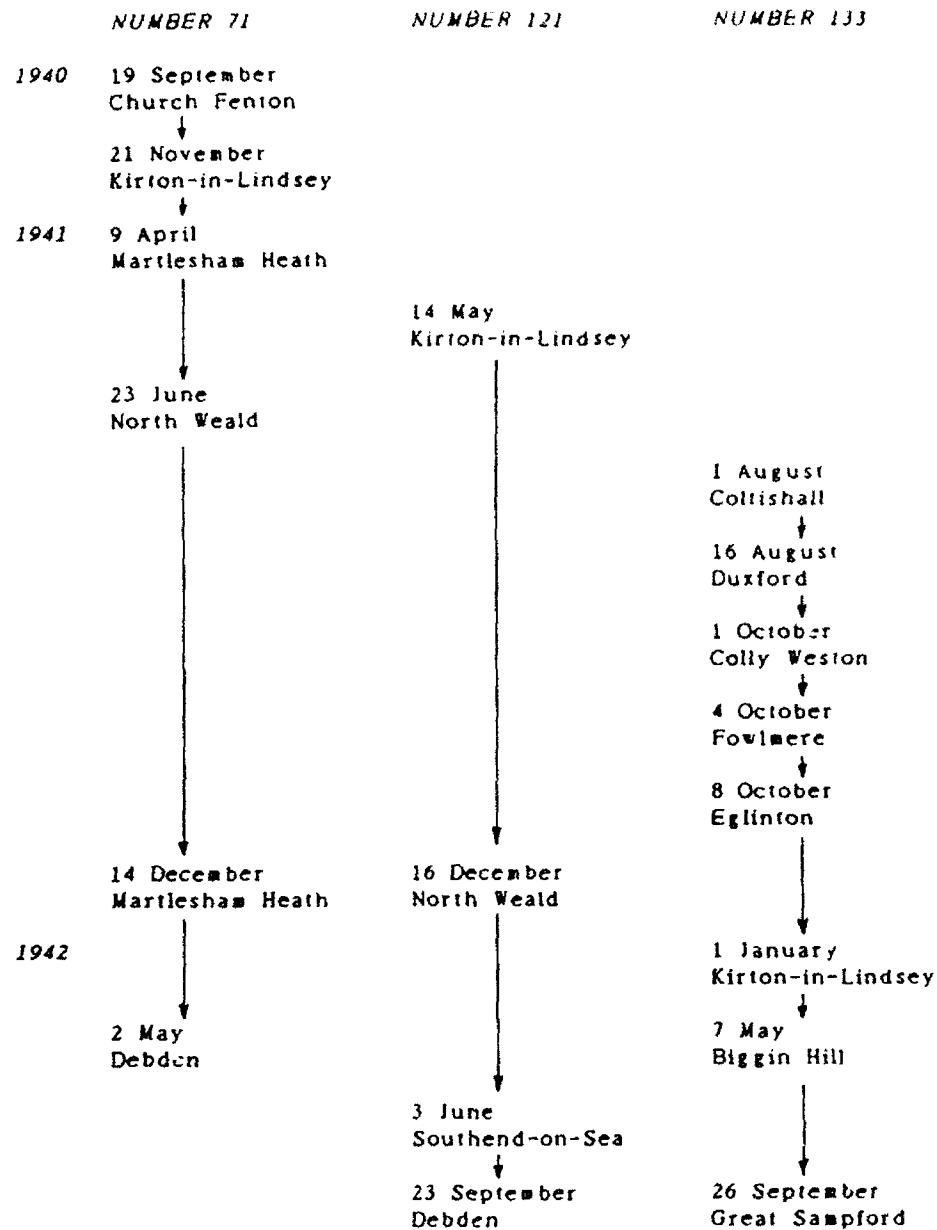 NUMBER 71 NUMBER 121 NUMBER 133
1940 19 September
Church Fenton
21 November
Kirton-in-Lindsey
1941 9 April
Martlesham Heath
14 May
Kirton-in-Lindsey
23 June
North Weald
1 August
Coltishall
16 August
Duxford
1 October
Colly Weston
4 October
Fowlmere
8 October
Eglinton
14 December 16 December
Martlesham Heath North Weald
1942 1 January
Kirton-in-Lindsey
2 May 7 May
Debden Biggin Hill
3 June
Southend-on-Sea
23 September 26 September
Debden Great Sampford